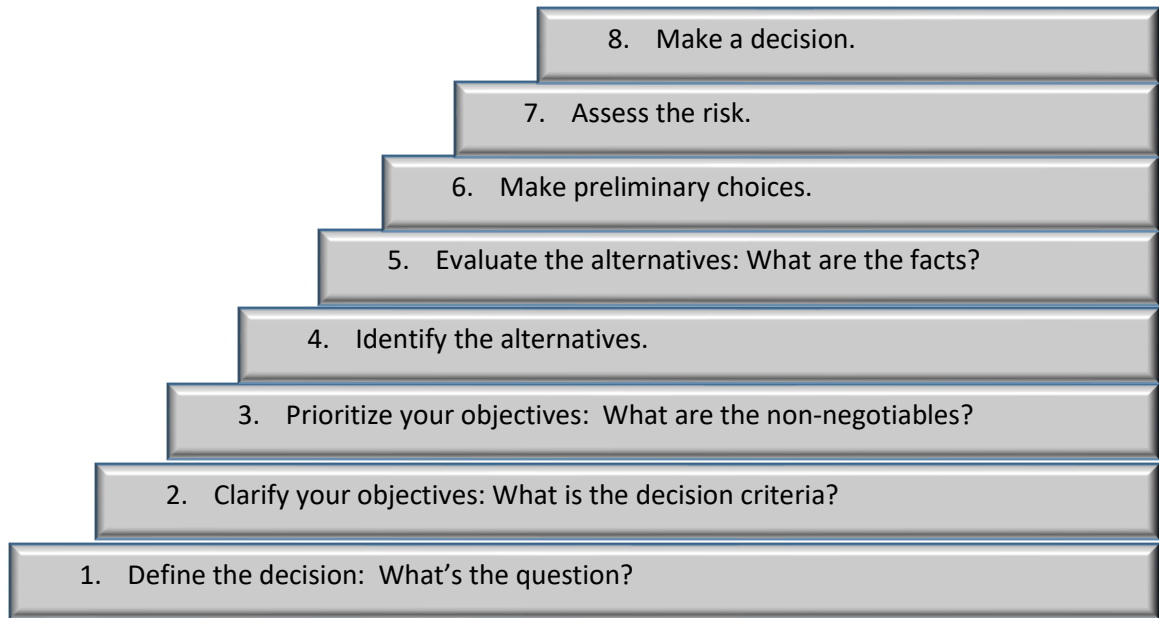 8. Make a decision.
7. Assess the risk.
6. Make preliminary choices.
5. Evaluate the alternatives: What are the facts?
4. Identify the alternatives.
3. Prioritize your objectives:  What are the non-negotiables?
2. Clarify your objectives: What is the decision criteria?
1. Define the decision:  What’s the question?